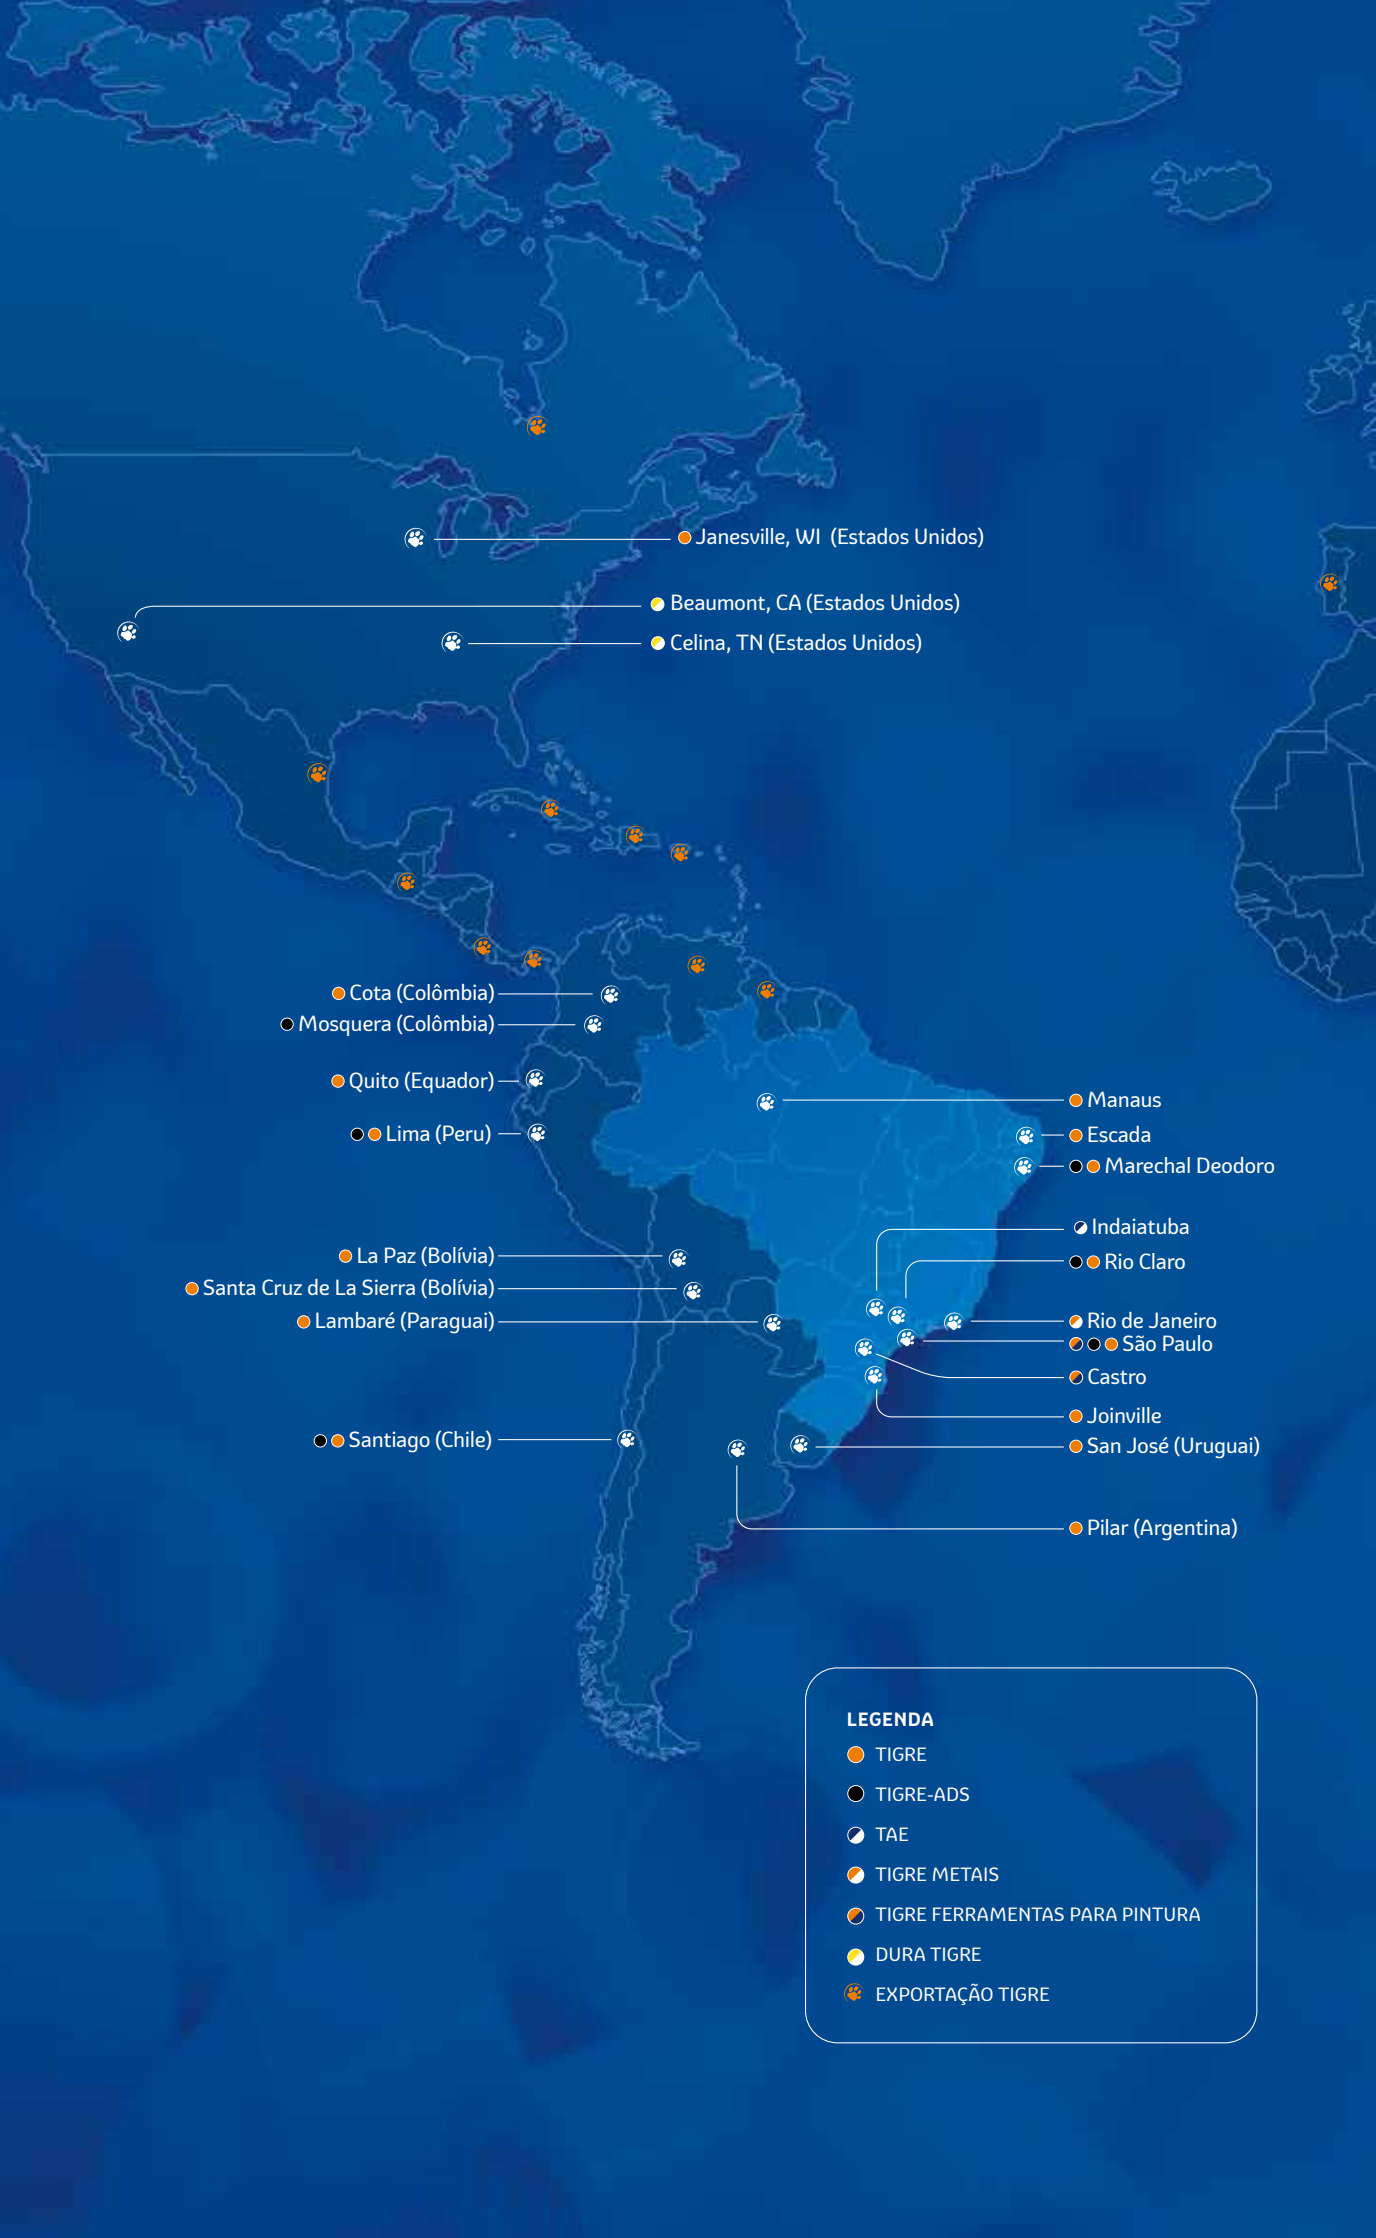 Janesville, WI (Estados Unidos)
Beaumont, CA (Estados Unidos)
Celina, TN (Estados Unidos)
Cota (Colômbia)
Mosquera (Colômbia)
Quito (Equador)
Lima (Peru)
La Paz (Bolívia)
Santa Cruz de La Sierra (Bolívia)
Lambaré (Paraguai)
Santiago (Chile)
Manaus
Escada
Marechal Deodoro
Indaiatuba
Rio Claro
Rio de Janeiro
São Paulo
Castro
Joinville
San José (Uruguai)
Pilar (Argentina)
LEGENDA
TIGRE
TIGRE-ADS
TAE
TIGRE METAIS
TIGRE FERRAMENTAS PARA PINTURA
DURA TIGRE
EXPORTAÇÃO TIGRE